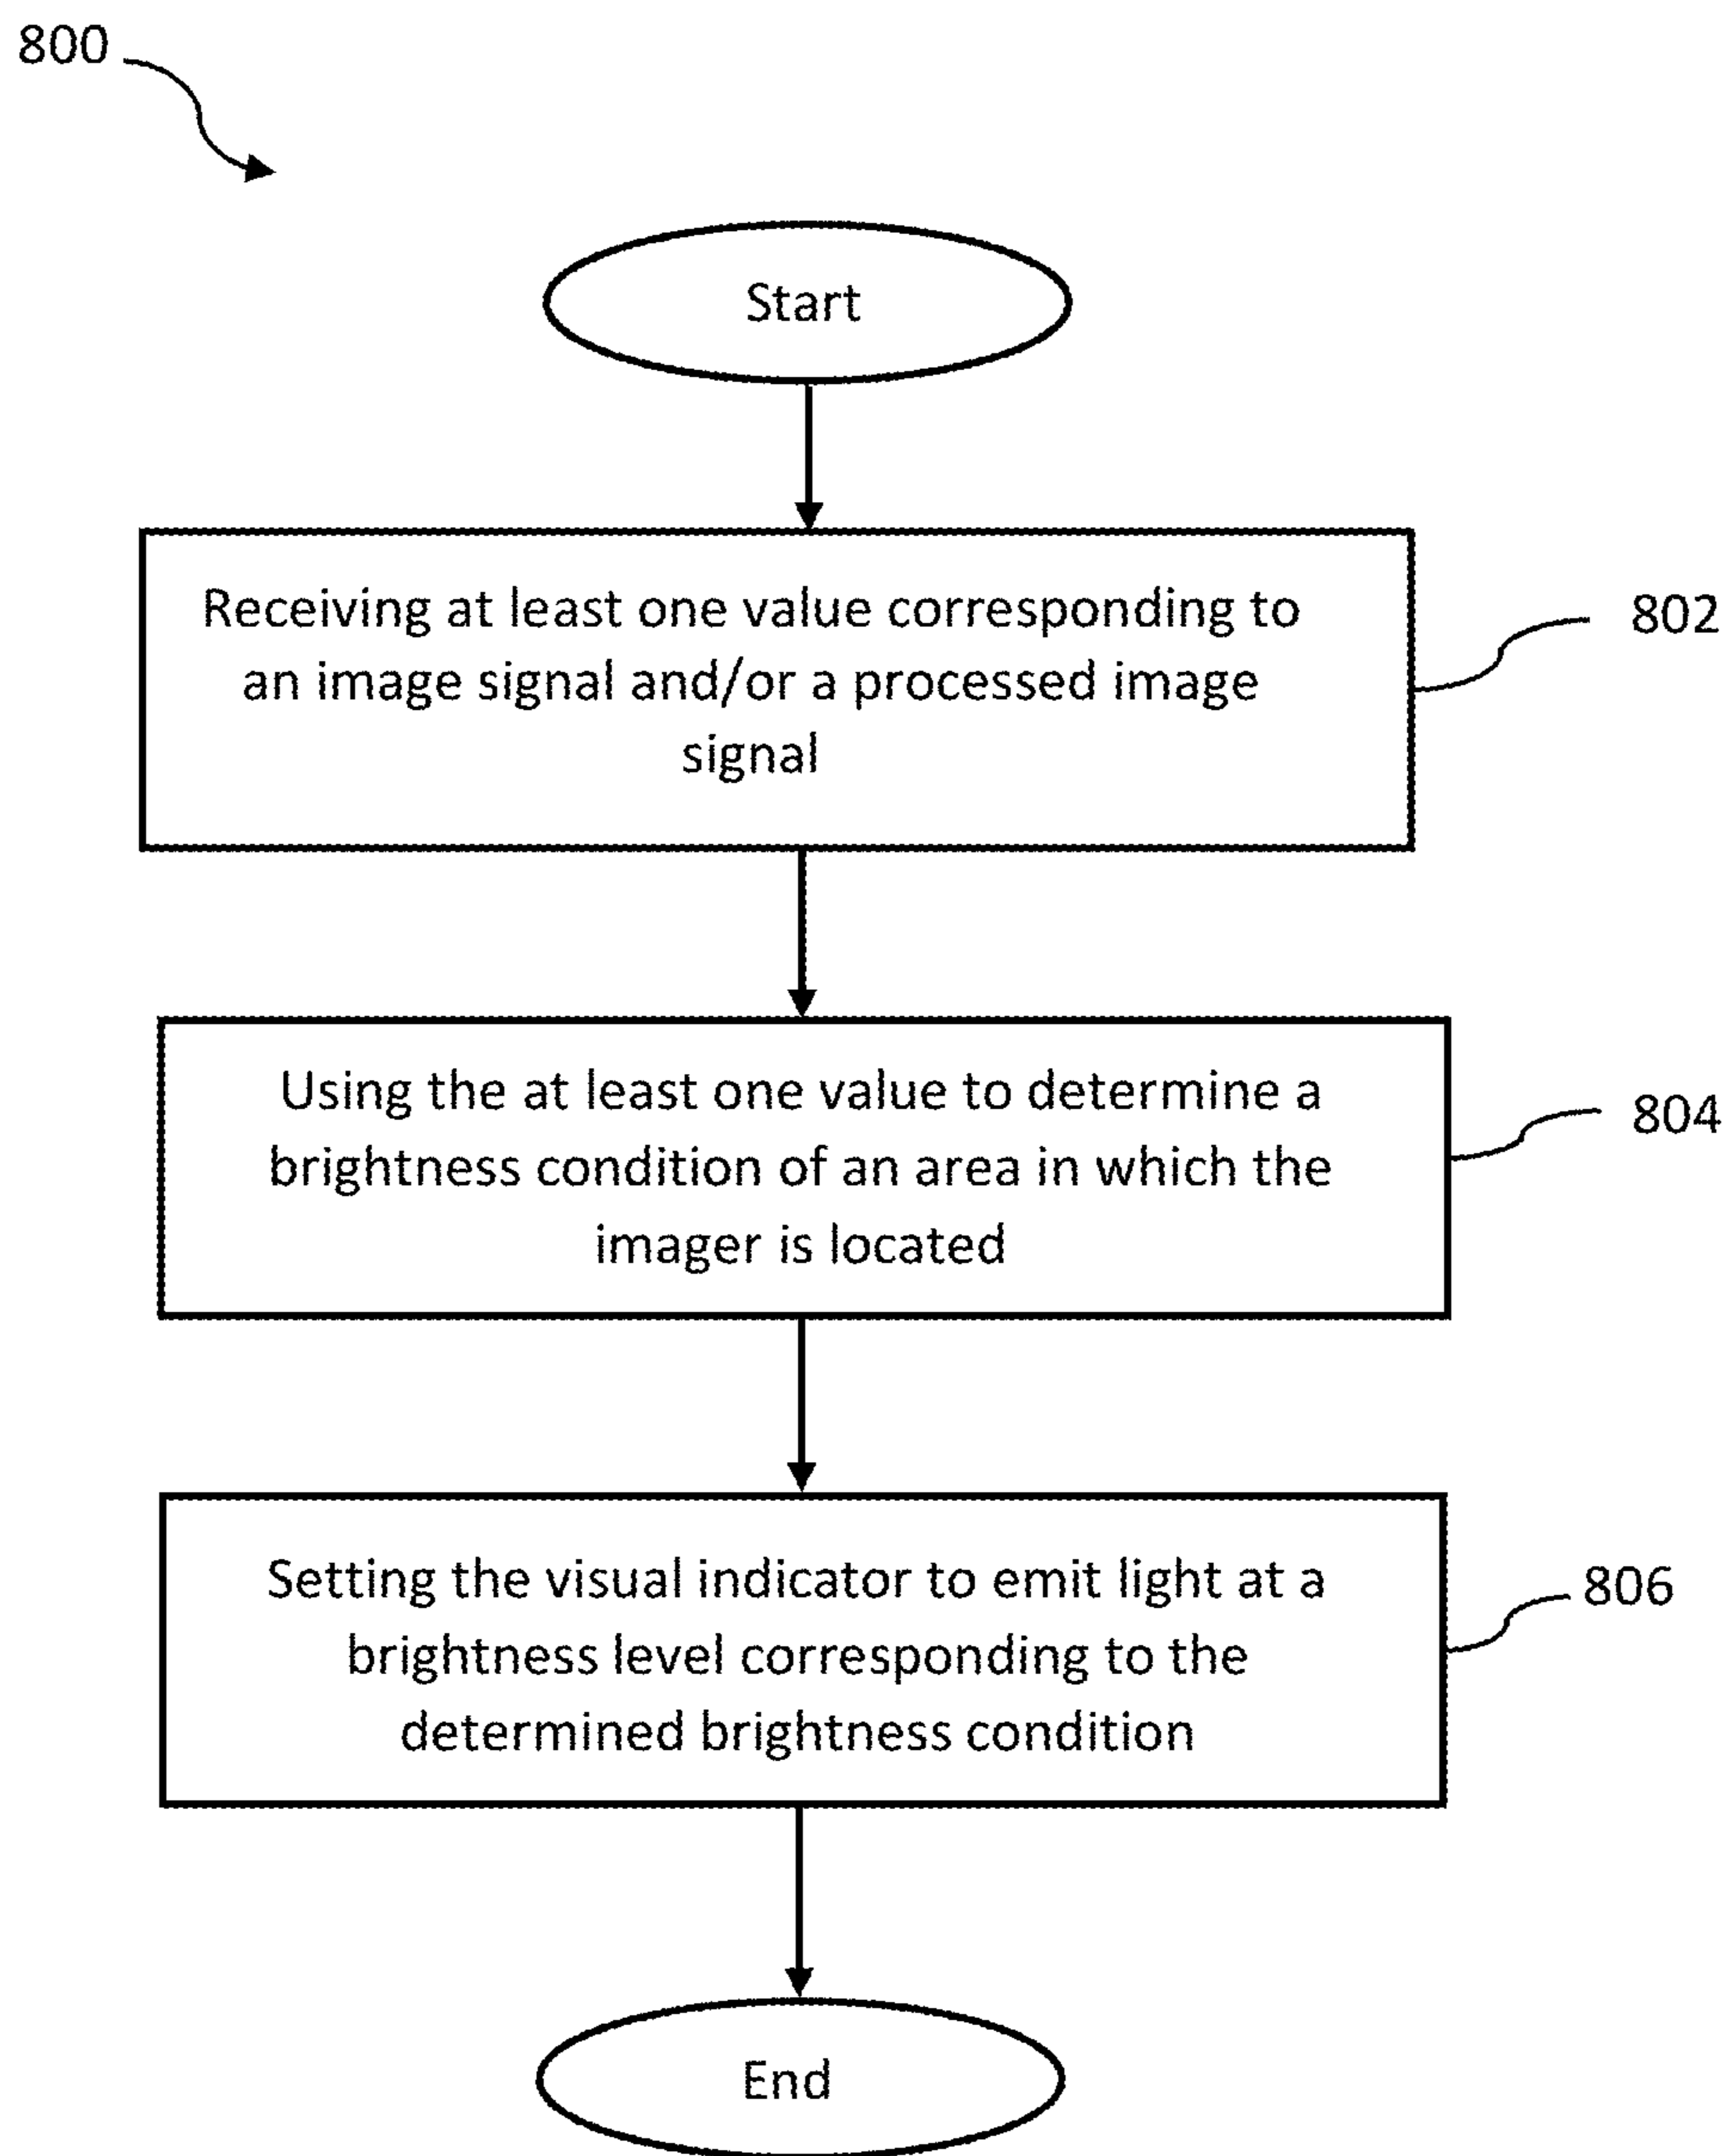 800
Start
Receiving at least one value corresponding to
an image signal and/or a processed image
signal
802
Using the at least one value to determine a
brightness condition of an area in which the
imager is located
804
Setting the visual indicator to emit light at a
brightness level corresponding to the
determined brightness condition
806
End